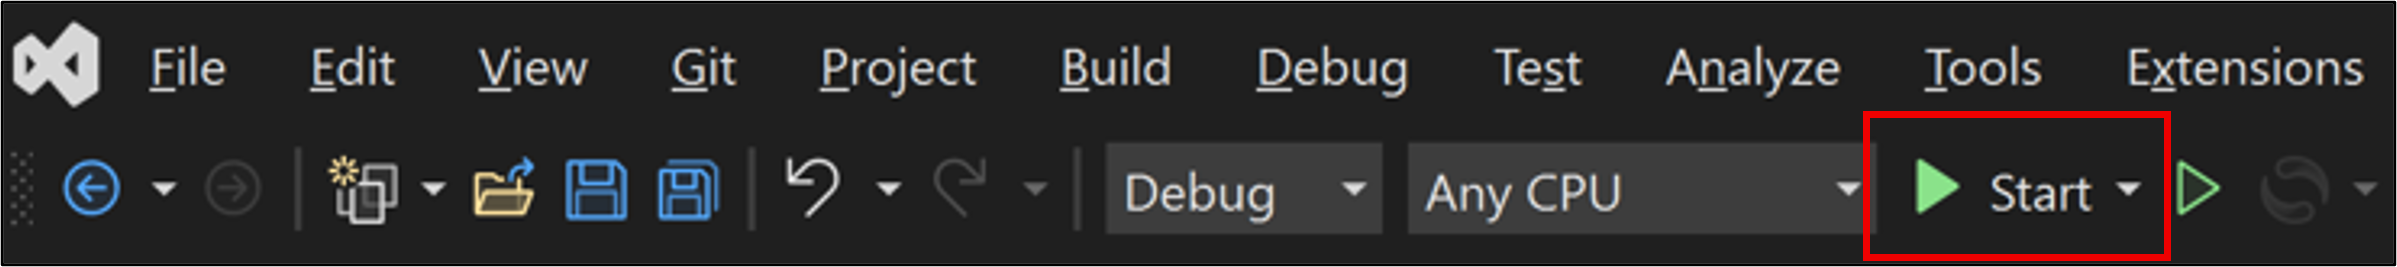 File Edit View Git Project Build Debug Test Analyze Tools Extensions
Debug Any CPU Start